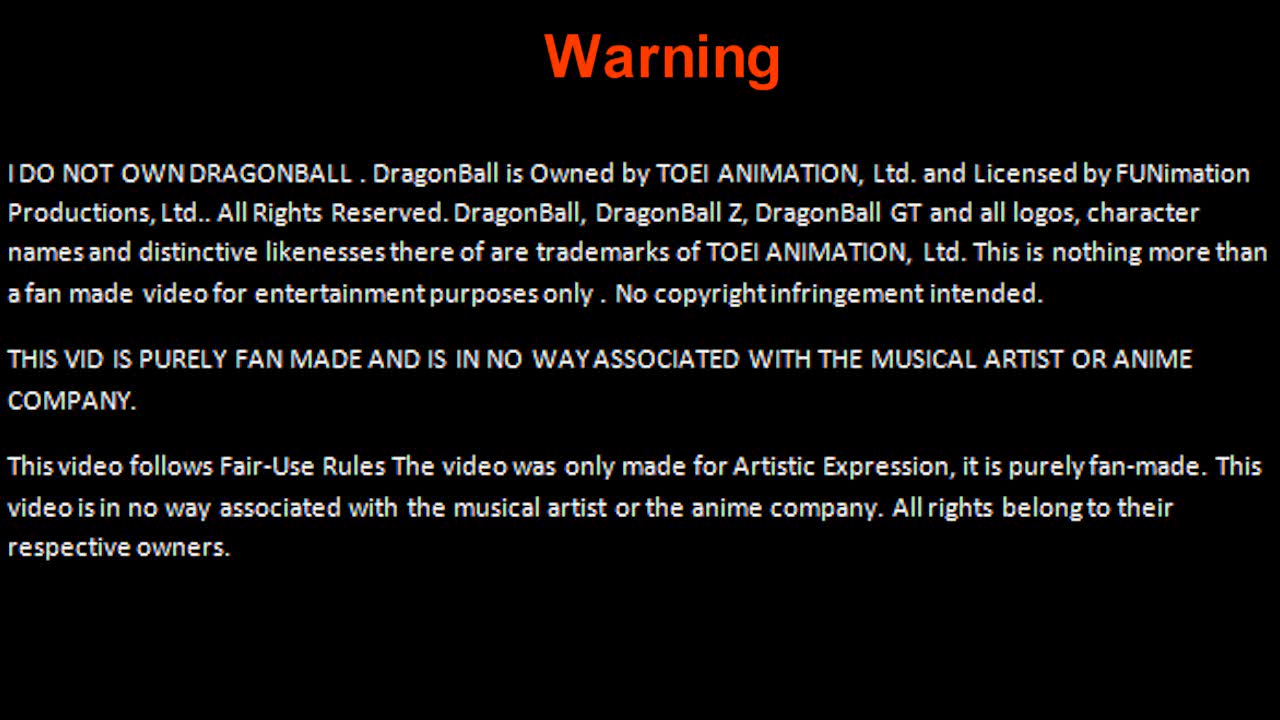 Warning
I DO NOT OWN DRAGONBALL . DragonBall is Owned by TOEI ANIMATION, Ltd. and Licensed by FUNimation
Productions, Ltd.. All Rights Reserved. DragonBall, DragonBall Z, DragonBall GT and all logos, character
names and distinctive likenesses there of are trademarks of TOEI ANIMATION, Ltd. This is nothing more than
a fan made video for entertainment purposes only . No copyright infringement intended.
THIS VID IS PURELY FAN MADE AND IS IN NO WAY ASSOCIATED WITH THE MUSICAL ARTIST OR ANIME
COMPANY.
This video follows Fair-Use Rules The video was only made for Artistic Expression, it is purely fan-made. This
video is in no way associated with the musical artist or the anime company. All rights belong to their
respective owners.